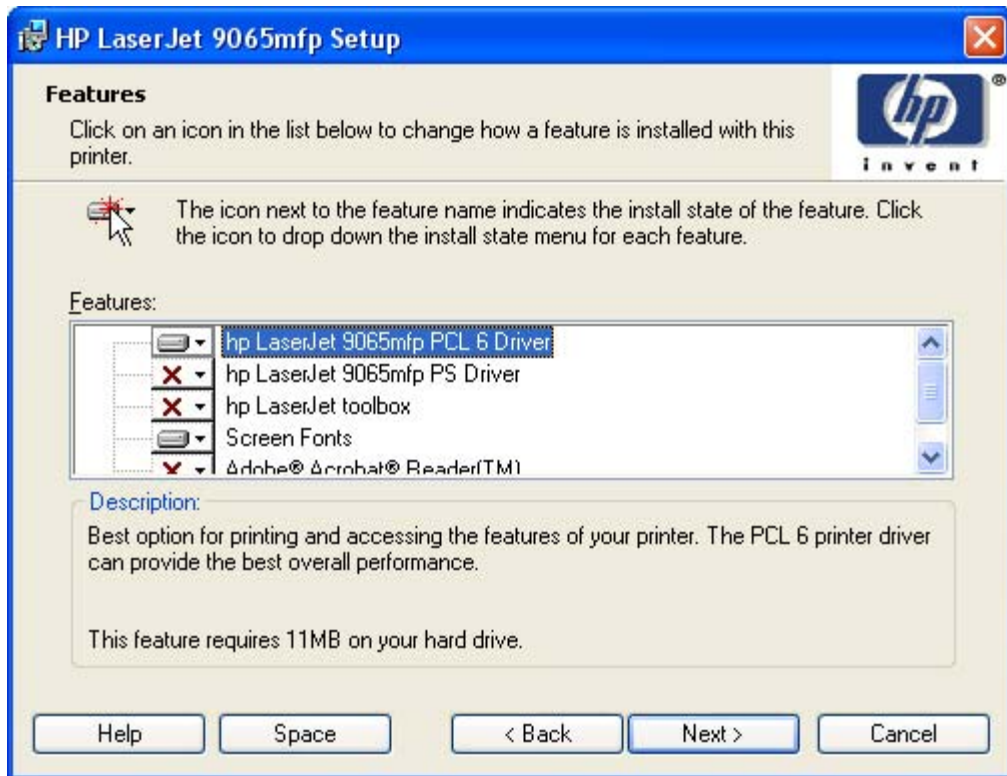 HP LaserJet 9065mfp Setup
Features
Click on an icon in the list below to change how a feature is installed with this
printer.
hp ®
invent
The icon next to the feature name indicates the install state of the feature. Click
the icon to drop down the install state menu for each feature.
Features:
hp LaserJet 9065mfp PCL 6 Driver
hp LaserJet 9065mfp PS Driver
hp LaserJet toolbox
Screen Fonts
Adobe® Acrobat® Reader(TM)
Description:
Best option for printing and accessing the features of your printer. The PCL 6 printer driver
can provide the best overall performance.
This feature requires 11MB on your hard drive.
Help Space < Back Next > Cancel